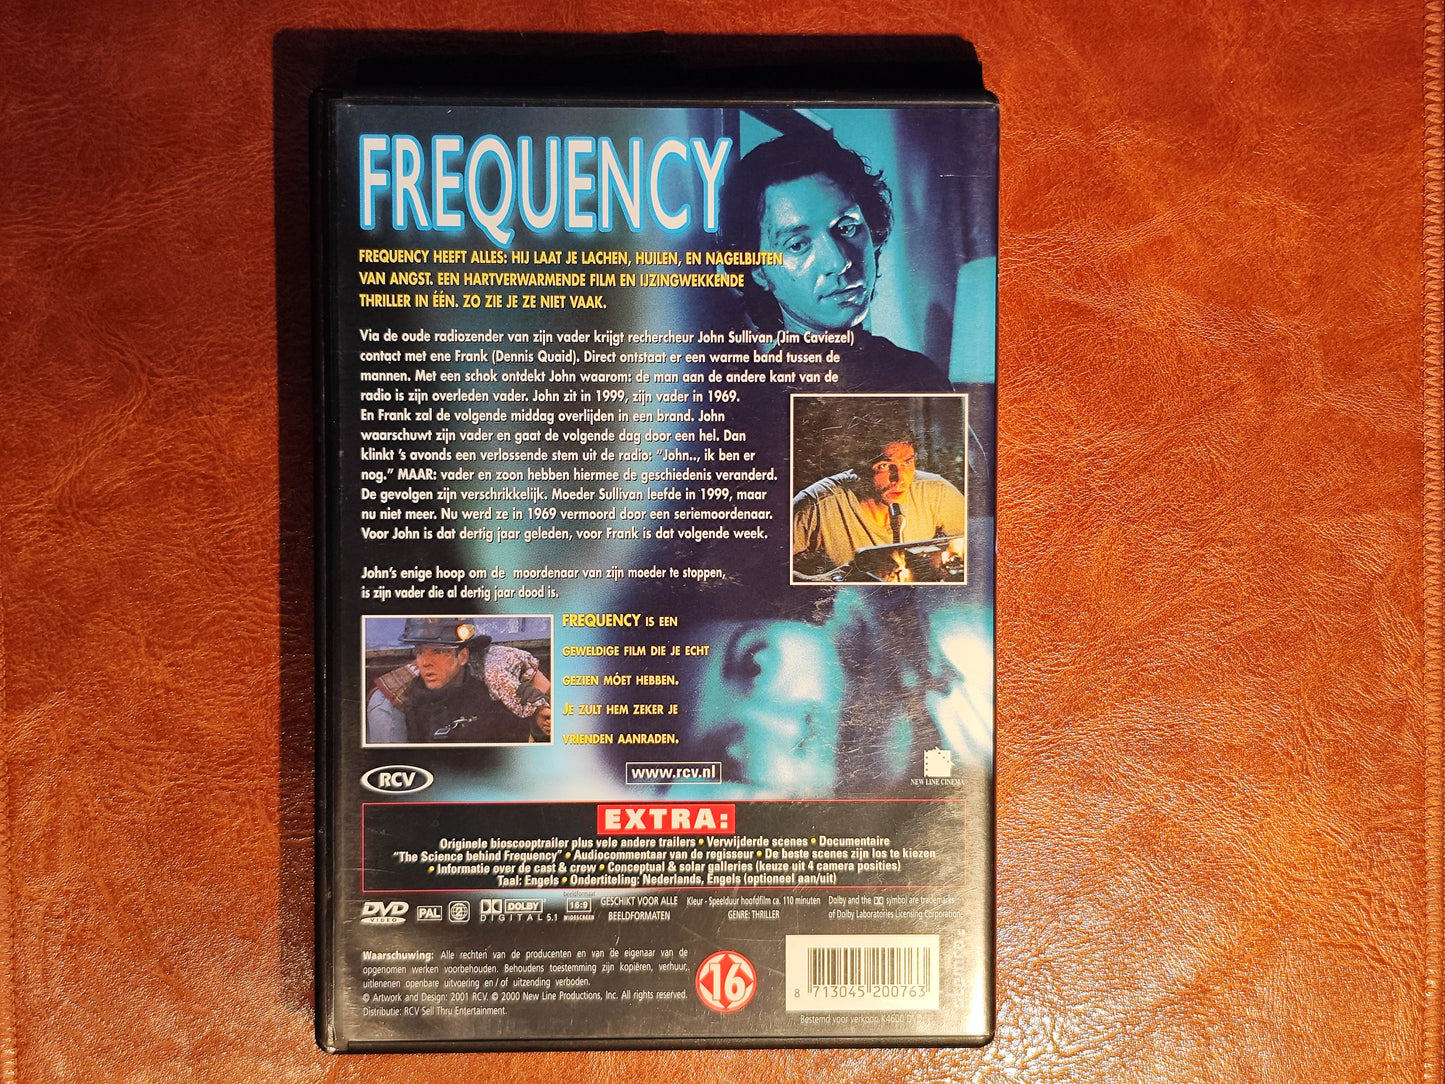 FREQUENCY
FREQUENCY HEEFT ALLES: HIJ LAAT JE LACHEN, HUILEN, EN NAGELBIJTEN
VAN ANGST. EEN HARTVERWARMENDE FILM EN IJZINGWEKKENDE
THRILLER IN ÉÉN. ZO ZIE JE ZE NIET VAAK.
Via de oude radiozender van zijn vader krijgt rechercheur John Sullivan (Jim Caviezel)
contact met ene Frank (Dennis Quaid). Direct ontstaat er een warme band tussen de
mannen. Met een schok ontdekt John waarom: de man aan de andere kant van de
radio is zijn overleden vader. John zit in 1999, zijn vader in 1969.
En Frank zal de volgende middag overlijden in een brand. John
waarschuwt zijn vader en gaat de volgende dag door een hel. Dan
klinkt 's avonds een verlossende stem uit de radio: "John.., ik ben er
nog." MAAR: vader en zoon hebben hiermee de geschiedenis veranderd.
De gevolgen zijn verschrikkelijk. Moeder Sullivan leefde in 1999, maar
nu niet meer. Nu werd ze in 1969 vermoord door een seriemoordenaar.
Voor John is dat dertig jaar geleden, voor Frank is dat volgende week.
John's enige hoop om de moordenaar van zijn moeder te stoppen,
is zijn vader die al dertig jaar dood is.
FREQUENCY IS EEN
GEWELDIGE FILM DIE JE ECHT
GEZIEN MÓET HEBBEN.
JE ZULT HEM ZEKER JE
VRIENDEN AANRADEN.
RCV
www.rcv.nl
NEW LINE CINEMA
EXTRA:
Originele bioscooptrailer plus vele andere trailers • Verwijderde scenes • Documentaire
"The Science behind Frequency" • Audiocommentaar van de regisseur • De beste scenes zijn los te kiezen
• Informatie over de cast & crew • Conceptual & solar galleries (keuze uit 4 camera posities)
Taal: Engels • Ondertiteling: Nederlands, Engels (optioneel aan/uit)
DVD VIDEO
PAL
2
DOLBY DIGITAL 5.1
beeldformaat
16:9
WIDESCREEN
GESCHIKT VOOR ALLE
BEELDFORMATEN
Kleur - Speelduur hoofdfilm ca. 110 minuten
GENRE: THRILLER
Dolby and the DD symbol are trademarks
of Dolby Laboratories Licensing Corporation.
Waarschuwing: Alle rechten van de producenten en van de eigenaar van de
opgenomen werken voorbehouden. Behoudens toestemming zijn kopiëren, verhuur,
uitlenenen openbare uitvoering en/of uitzending verboden.
© Artwork and Design: 2001 RCV. © 2000 New Line Productions, Inc. All rights reserved.
Distributie: RCV Sell Thru Entertainment.
16
8 713045 200763
Bestemd voor verkoop